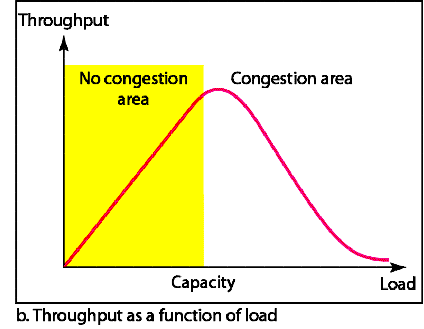 Throughput
No congestion
area
Congestion area
Capacity
Load
b. Throughput as a function of load